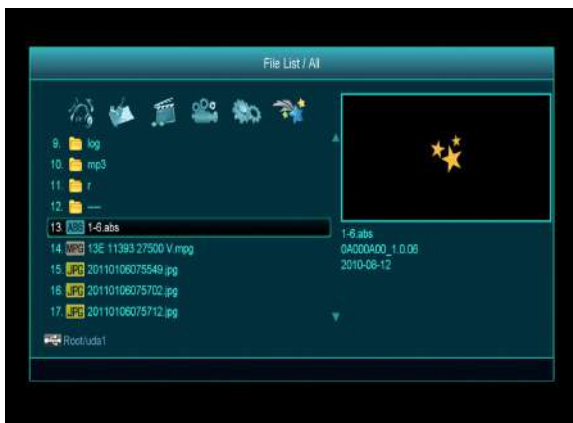 File List / All
9. log
10. mp3
11. r
12. ----
13. ABS 1-6.abs
14. MPG 13E 11393 27500 V.mpg
15. JPG 20110106075549.jpg
16. JPG 20110106075702.jpg
17. JPG 20110106075712.jpg
Root/uda1
1-6.abs
0A000A00_1.0.06
2010-08-12